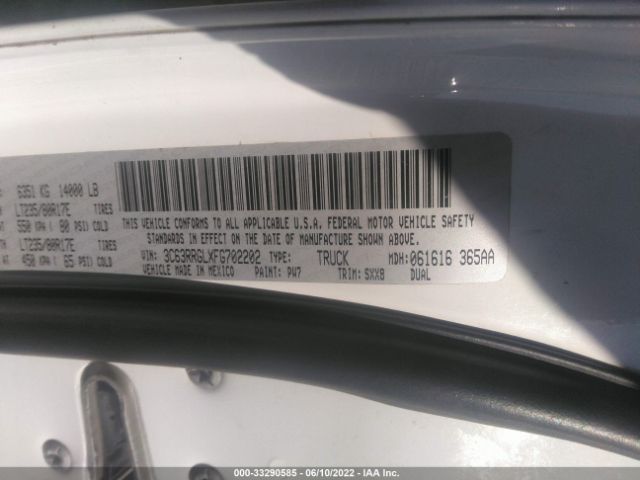 6351 KG 14000 LB
LT235/80R17E TIRES
550 KPA ( 80 PSI) COLD
LT235/80R17E TIRES
AT 450 KPA ( 65 PSI) COLD
THIS VEHICLE CONFORMS TO ALL APPLICABLE U.S.A. FEDERAL MOTOR VEHICLE SAFETY
STANDARDS IN EFFECT ON THE DATE OF MANUFACTURE SHOWN ABOVE.
VIN: 3C63RRGLXFG702202 TYPE: TRUCK MDH: 061616 365AA
VEHICLE MADE IN MEXICO PAINT: PW7 TRIM: SXX8 DUAL
000-33290585 - 06/10/2022 - IAA Inc.